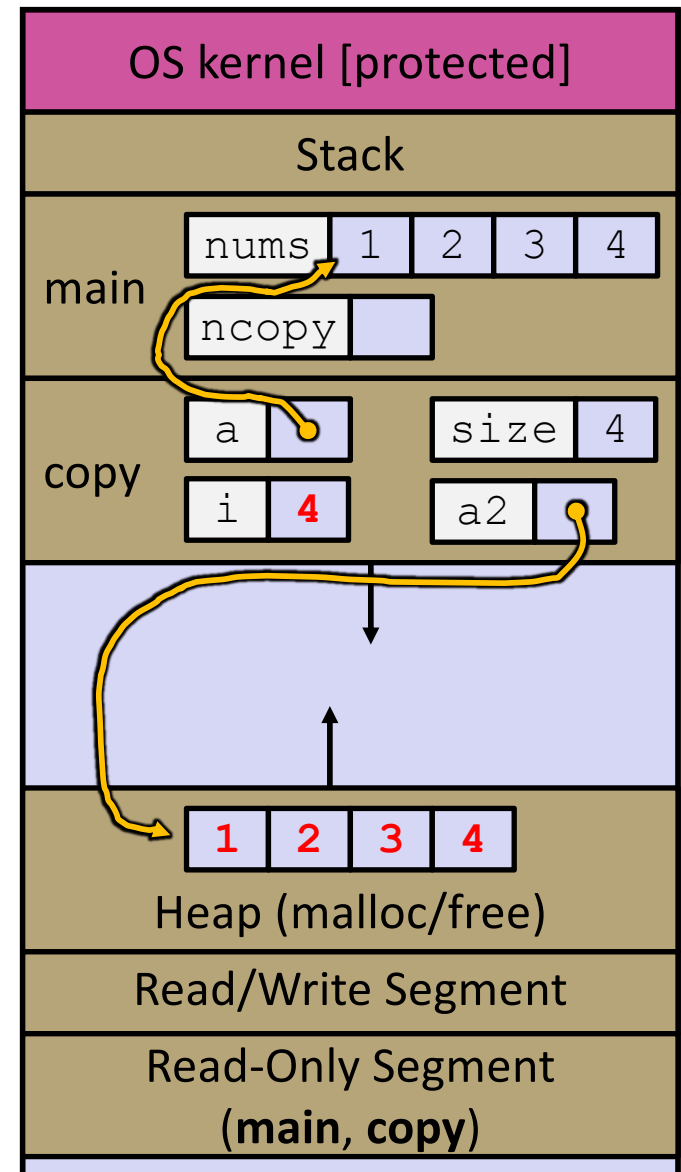 OS kernel [protected]
Stack
main
nums 1 2 3 4
ncopy
copy
a
size 4
i 4
a2
1 2 3 4
Heap (malloc/free)
Read/Write Segment
Read-Only Segment
(main, copy)